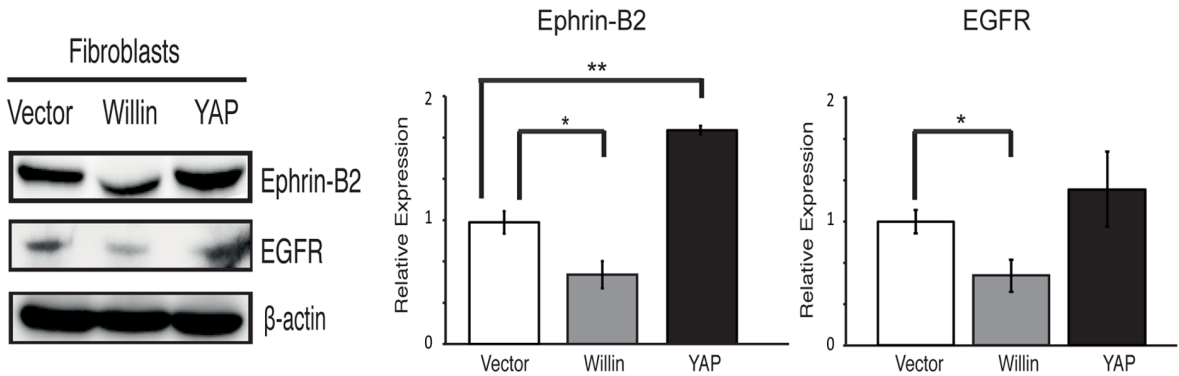 Fibroblasts
Vector Willin YAP
Ephrin-B2
EGFR
β-actin
Ephrin-B2
**
*
2
1
0
Relative Expression
Vector Willin YAP
EGFR
*
2
1
0
Relative Expression
Vector Willin YAP